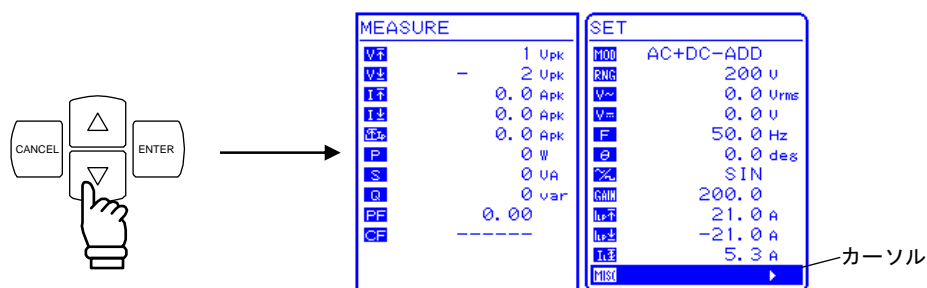 CANCEL
ENTER
MEASURE
V 1 Vpk
V - 2 Vpk
I 0.0 Apk
I 0.0 Apk
0.0 Apk
P 0 W
S 0 VA
Q 0 var
PF 0.00
CF ------
SET
MOD AC+DC-ADD
RNG 200 V
V~ 0.0 Vrms
V⎓ 0.0 V
F 50.0 Hz
θ 0.0 deg
SIN
GAIN 200.0
21.0 A
-21.0 A
5.3 A
MISC
カーソル